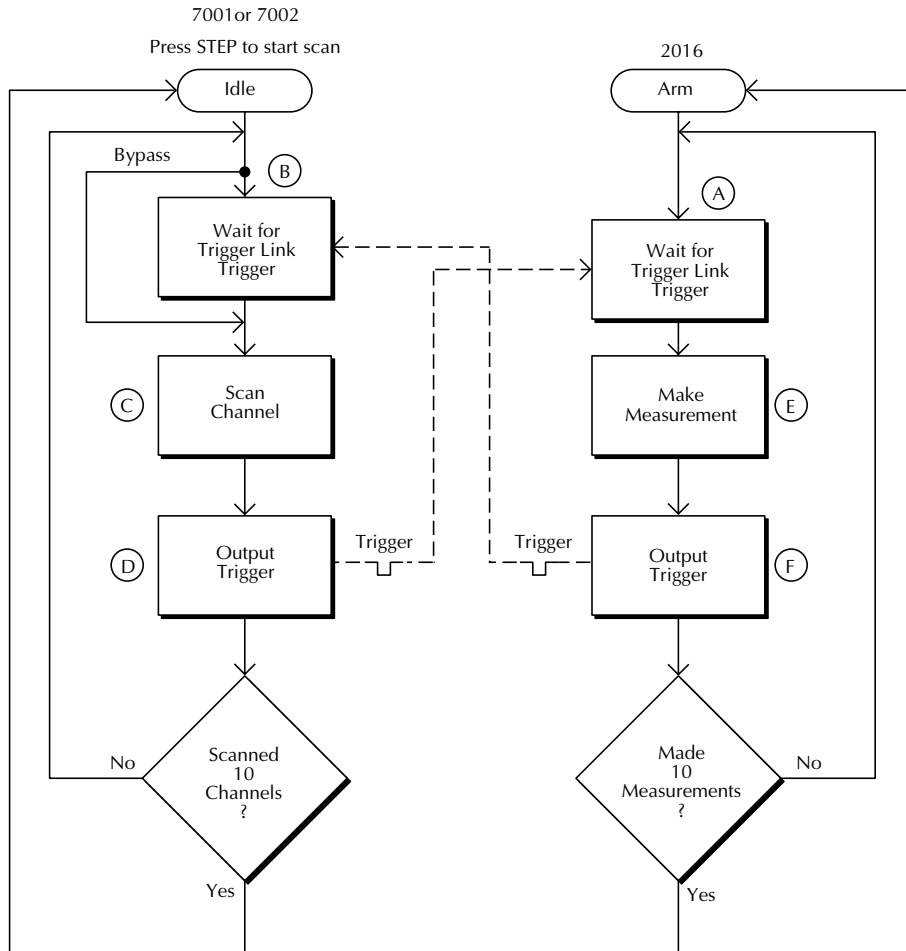 7001or 7002
Press STEP to start scan
Idle
Bypass
B
Wait for
Trigger Link
Trigger
C
Scan
Channel
D
Output
Trigger
Trigger
Scanned
10
Channels
?
No
Yes
2016
Arm
A
Wait for
Trigger Link
Trigger
Make
Measurement
E
Trigger
Output
Trigger
F
Made
10
Measurements
?
No
Yes